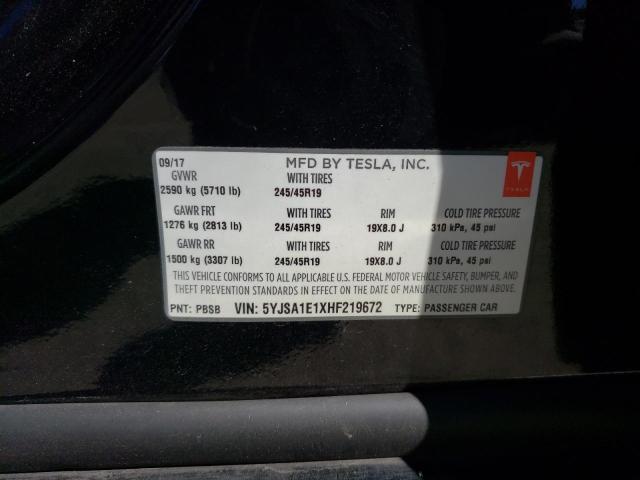 09/17 MFD BY TESLA, INC.
GVWR WITH TIRES
2590 kg (5710 lb) 245/45R19
GAWR FRT WITH TIRES RIM COLD TIRE PRESSURE
1276 kg (2813 lb) 245/45R19 19X8.0 J 310 kPa, 45 psi
GAWR RR WITH TIRES RIM COLD TIRE PRESSURE
1500 kg (3307 lb) 245/45R19 19X8.0 J 310 kPa, 45 psi
THIS VEHICLE CONFORMS TO ALL APPLICABLE U.S. FEDERAL MOTOR VEHICLE SAFETY, BUMPER, AND
THEFT PREVENTION STANDARDS IN EFFECT ON THE DATE OF MANUFACTURE SHOWN ABOVE.
PNT: PBSB VIN: 5YJSA1E1XHF219672 TYPE: PASSENGER CAR
TESLA